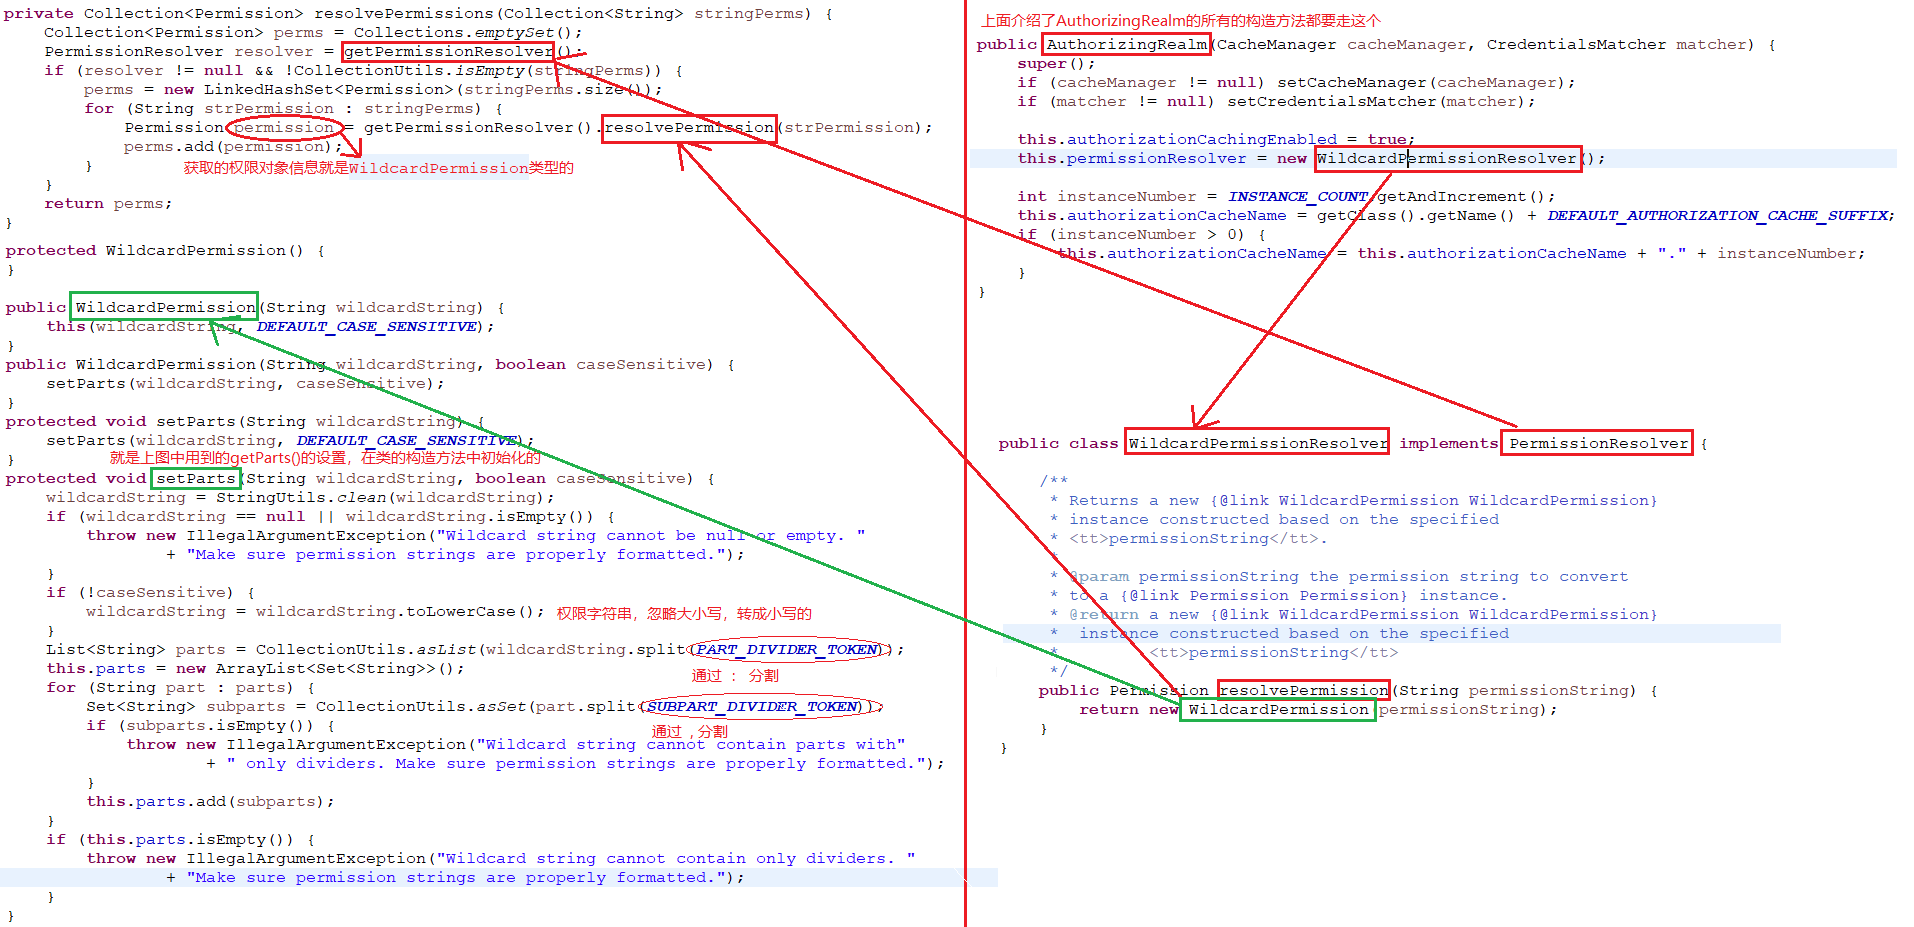 private Collection<Permission> resolvePermissions(Collection<String> stringPerms) {
    Collection<Permission> perms = Collections.emptySet();
    PermissionResolver resolver = getPermissionResolver();
    if (resolver != null && !CollectionUtils.isEmpty(stringPerms)) {
        perms = new LinkedHashSet<Permission>(stringPerms.size());
        for (String strPermission : stringPerms) {
            Permission permission = getPermissionResolver().resolvePermission(strPermission);
            perms.add(permission);
        }
获取的权限对象信息就是WildcardPermission类型的
    }
    return perms;
}
protected WildcardPermission() {
}
public WildcardPermission(String wildcardString) {
    this(wildcardString, DEFAULT_CASE_SENSITIVE);
}
public WildcardPermission(String wildcardString, boolean caseSensitive) {
    setParts(wildcardString, caseSensitive);
}
protected void setParts(String wildcardString) {
    setParts(wildcardString, DEFAULT_CASE_SENSITIVE);
}
就是上图中用到的getParts()的设置，在类的构造方法中初始化的
protected void setParts(String wildcardString, boolean caseSensitive) {
    wildcardString = StringUtils.clean(wildcardString);
    if (wildcardString == null || wildcardString.isEmpty()) {
        throw new IllegalArgumentException("Wildcard string cannot be null or empty. "
                + "Make sure permission strings are properly formatted.");
    }
    if (!caseSensitive) {
        wildcardString = wildcardString.toLowerCase(); 权限字符串，忽略大小写，转成小写的
    }
    List<String> parts = CollectionUtils.asList(wildcardString.split(PART_DIVIDER_TOKEN));
    this.parts = new ArrayList<Set<String>>();
通过 ： 分割
    for (String part : parts) {
        Set<String> subparts = CollectionUtils.asSet(part.split(SUBPART_DIVIDER_TOKEN));
        if (subparts.isEmpty()) {
通过 , 分割
            throw new IllegalArgumentException("Wildcard string cannot contain parts with"
                    + " only dividers. Make sure permission strings are properly formatted.");
        }
        this.parts.add(subparts);
    }
    if (this.parts.isEmpty()) {
        throw new IllegalArgumentException("Wildcard string cannot contain only dividers. "
                + "Make sure permission strings are properly formatted.");
    }
}
上面介绍了AuthorizingRealm的所有的构造方法都要走这个
public AuthorizingRealm(CacheManager cacheManager, CredentialsMatcher matcher) {
    super();
    if (cacheManager != null) setCacheManager(cacheManager);
    if (matcher != null) setCredentialsMatcher(matcher);
    this.authorizationCachingEnabled = true;
    this.permissionResolver = new WildcardPermissionResolver();
    int instanceNumber = INSTANCE_COUNT.getAndIncrement();
    this.authorizationCacheName = getClass().getName() + DEFAULT_AUTHORIZATION_CACHE_SUFFIX;
    if (instanceNumber > 0) {
        this.authorizationCacheName = this.authorizationCacheName + "." + instanceNumber;
    }
}
public class WildcardPermissionResolver implements PermissionResolver {
    /**
     * Returns a new {@link WildcardPermission WildcardPermission}
     * instance constructed based on the specified
     * <tt>permissionString</tt>.
     *
     * @param permissionString the permission string to convert
     * to a {@link Permission Permission} instance.
     * @return a new {@link WildcardPermission WildcardPermission}
     *  instance constructed based on the specified
     *         <tt>permissionString</tt>
     */
    public Permission resolvePermission(String permissionString) {
        return new WildcardPermission(permissionString);
    }
}